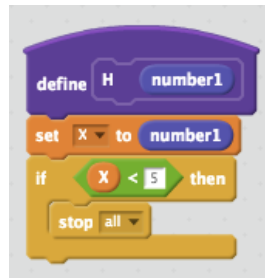 define H number1
set X to number1
if X < 5 then
stop all